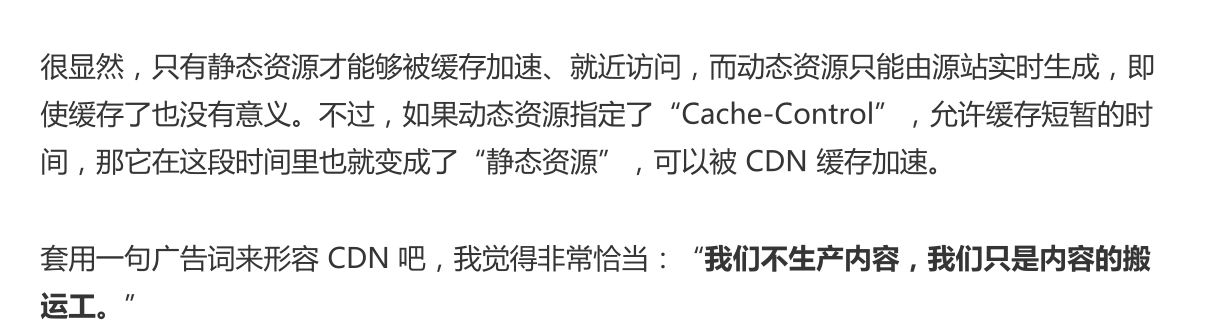 很显然，只有静态资源才能够被缓存加速、就近访问，而动态资源只能由源站实时生成，即
使缓存了也没有意义。不过，如果动态资源指定了“Cache-Control”，允许缓存短暂的时
间，那它在这段时间里也就变成了“静态资源”，可以被 CDN 缓存加速。
套用一句广告词来形容 CDN 吧，我觉得非常恰当：“我们不生产内容，我们只是内容的搬
运工。”